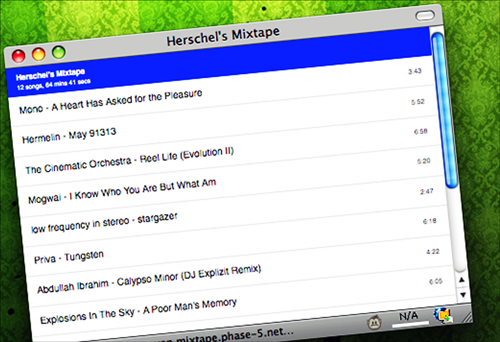 Herschel's Mixtape
Herschel's Mixtape
12 songs, 64 mins 41 secs
Mono - A Heart Has Asked for the Pleasure 3:43
Hermelin - May 91313 5:52
The Cinematic Orchestra - Reel Life (Evolution II) 6:58
Mogwai - I Know Who You Are But What Am 5:20
low frequency in stereo - stargazer 2:47
Priva - Tungsten 6:18
Abdullah Ibrahim - Calypso Minor (DJ Explizit Remix) 4:22
Explosions In The Sky - A Poor Man's Memory 6:05
mixtape.phase-5.net... N/A